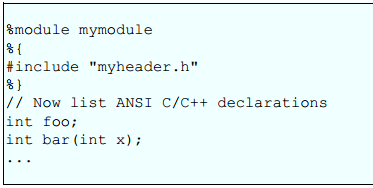 %module mymodule
%{
#include "myheader.h"
%}
// Now list ANSI C/C++ declarations
int foo;
int bar(int x);
...